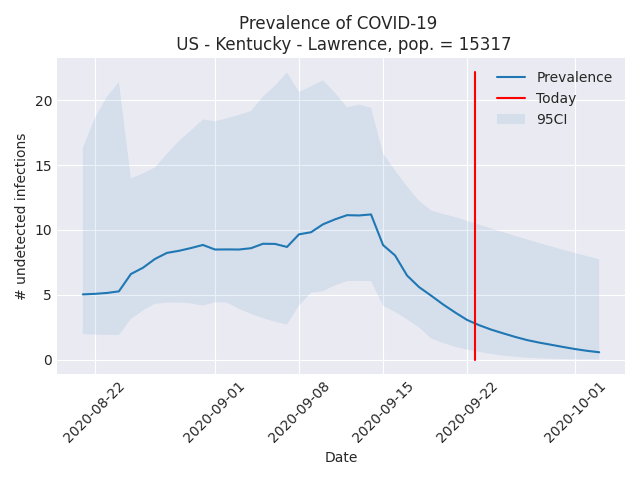 Prevalence of COVID-19
US - Kentucky - Lawrence, pop. = 15317
Prevalence
Today
95CI
# undetected infections
20
15
10
5
0
2020-08-22
2020-09-01
2020-09-08
2020-09-15
2020-09-22
2020-10-01
Date